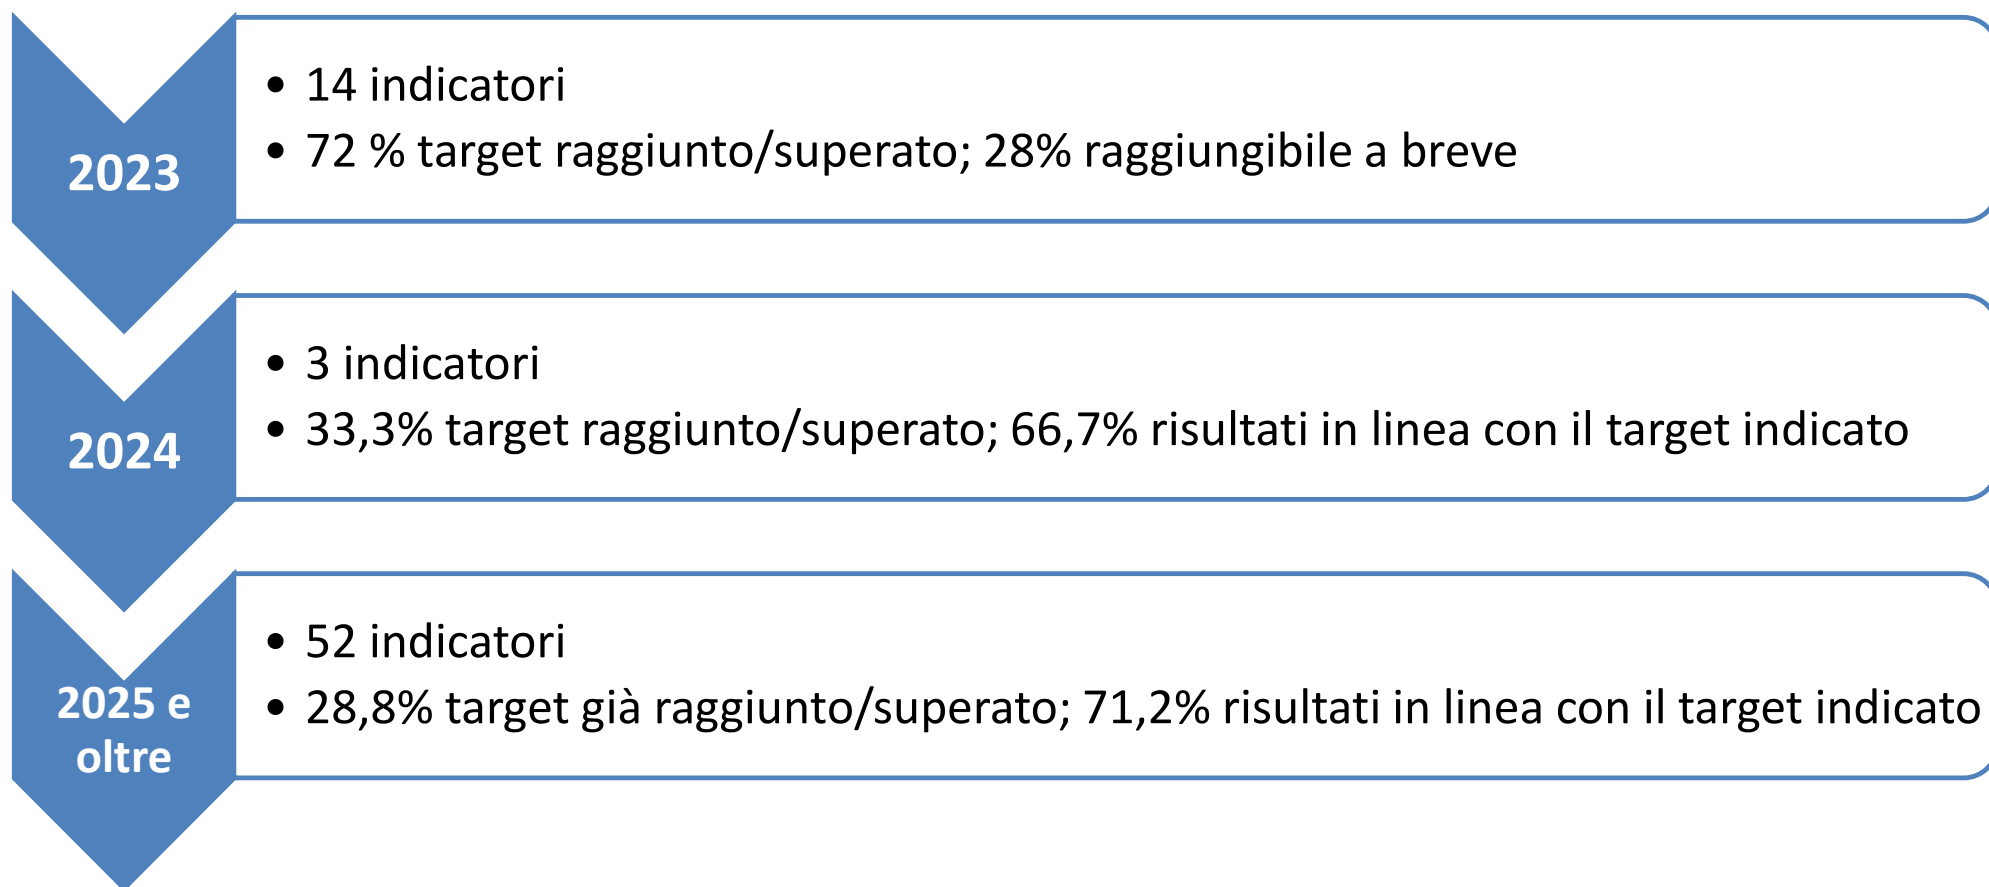 2023
• 14 indicatori
• 72 % target raggiunto/superato; 28% raggiungibile a breve
2024
• 3 indicatori
• 33,3% target raggiunto/superato; 66,7% risultati in linea con il target indicato
2025 e
oltre
• 52 indicatori
• 28,8% target già raggiunto/superato; 71,2% risultati in linea con il target indicato